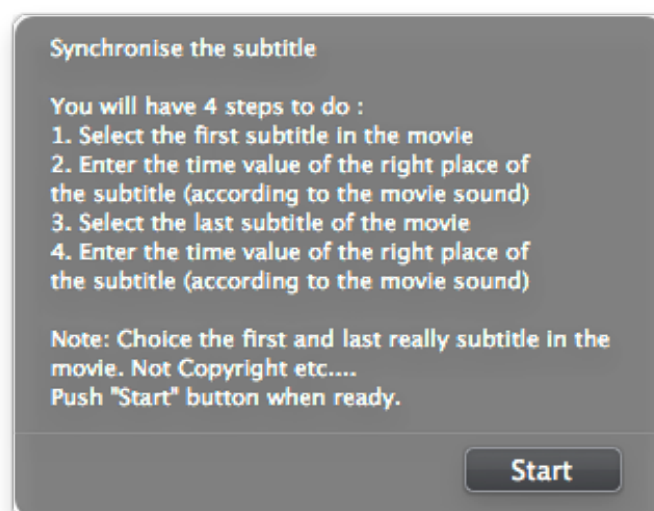 Synchronise the subtitle
You will have 4 steps to do :
1. Select the first subtitle in the movie
2. Enter the time value of the right place of
the subtitle (according to the movie sound)
3. Select the last subtitle of the movie
4. Enter the time value of the right place of
the subtitle (according to the movie sound)
Note: Choice the first and last really subtitle in the
movie. Not Copyright etc....
Push "Start" button when ready.
Start